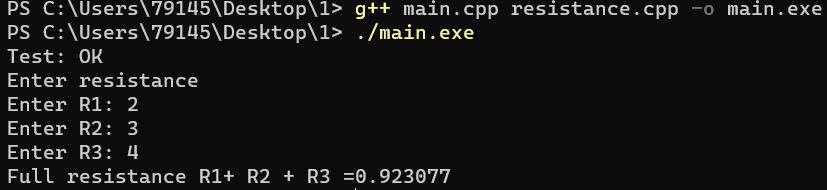 PS C:\Users\79145\Desktop\1> g++ main.cpp resistance.cpp -o main.exe
PS C:\Users\79145\Desktop\1> ./main.exe
Test: OK
Enter resistance
Enter R1: 2
Enter R2: 3
Enter R3: 4
Full resistance R1+ R2 + R3 =0.923077